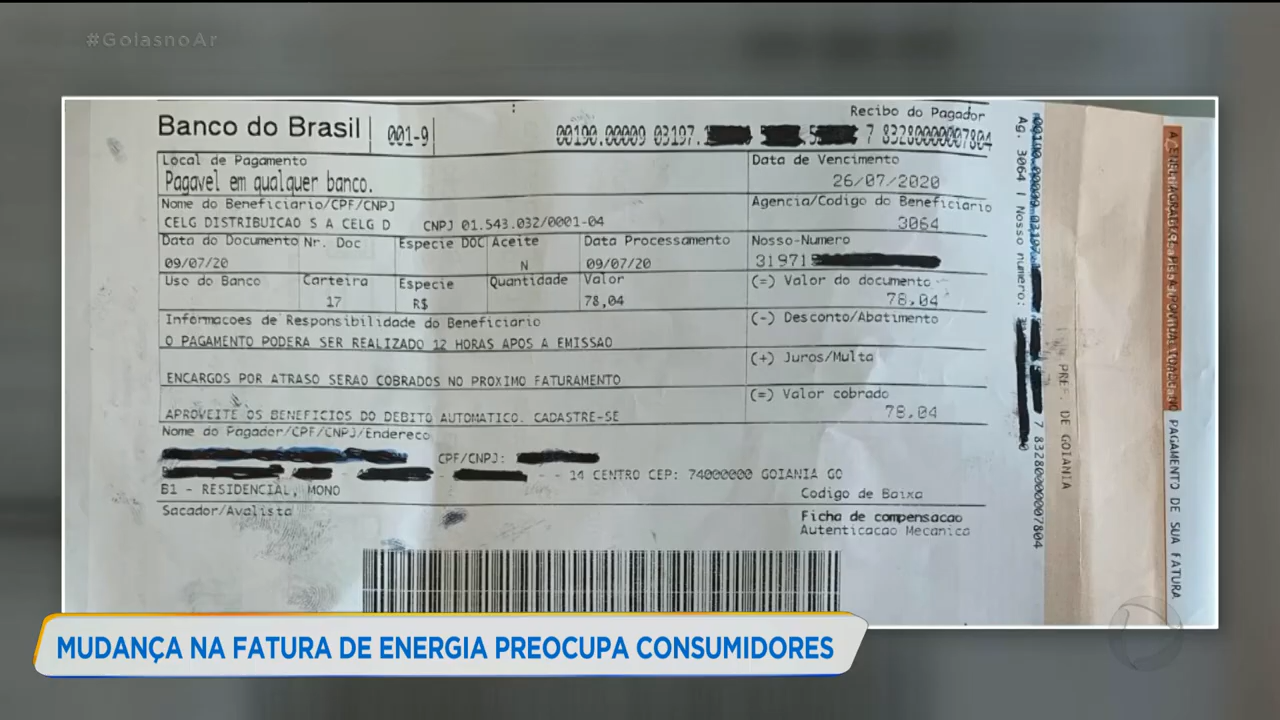 #GoiasnoAr
Recibo do Pagador
Banco do Brasil 001-9 00190.00009 03197. 5 7 83280000007804
Local de Pagamento Data de Vencimento
Pagavel em qualquer banco. 26/07/2020
Nome do Beneficiario/CPF/CNPJ Agencia/Codigo do Beneficiario
CELG DISTRIBUICAO S A CELG D CNPJ 01.543.032/0001-04 3064
Data do Documento Nr. Doc Especie DOC Aceite Data Processamento Nosso-Numero
09/07/20 N 09/07/20 31971
Uso do Banco Carteira Especie Quantidade Valor (=) Valor do documento
17 R$ 78,04 78,04
Informacoes de Responsibilidade do Beneficiario (-) Desconto/Abatimento
O PAGAMENTO PODERA SER REALIZADO 12 HORAS APOS A EMISSAO
(+) Juros/Multa
ENCARGOS POR ATRASO SERAO COBRADOS NO PROXIMO FATURAMENTO
(=) Valor cobrado
APROVEITE OS BENEFICIOS DO DEBITO AUTOMATICO. CADASTRE-SE 78,04
Nome do Pagador/CPF/CNPJ/Endereco
CPF/CNPJ:
- - - 14 CENTRO CEP: 74000000 GOIANIA GO
B1 - RESIDENCIAL, MONO Codigo de Baixa
Sacador/Avalista Ficha de compensacao
Autenticacao Mecanica
00190.00009 03197 7 83280000007804
Ag. 3064 | Nosso numero: 3
PREF. DE GOIANIA
PAGAMENTO DE SUA FATURA
MUDANÇA NA FATURA DE ENERGIA PREOCUPA CONSUMIDORES